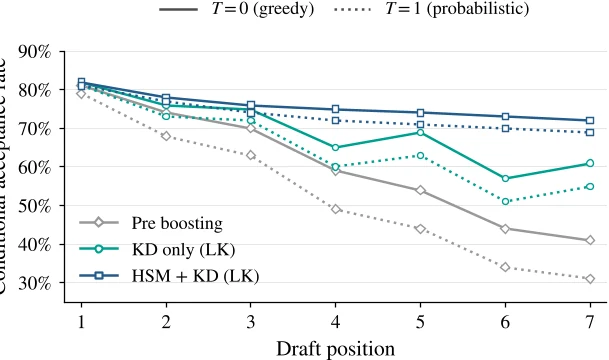 T = 0 (greedy) T = 1 (probabilistic)
90%
80%
70%
60%
50%
40%
30%
Conditional acceptance rate
Pre boosting
KD only (LK)
HSM + KD (LK)
1 2 3 4 5 6 7
Draft position